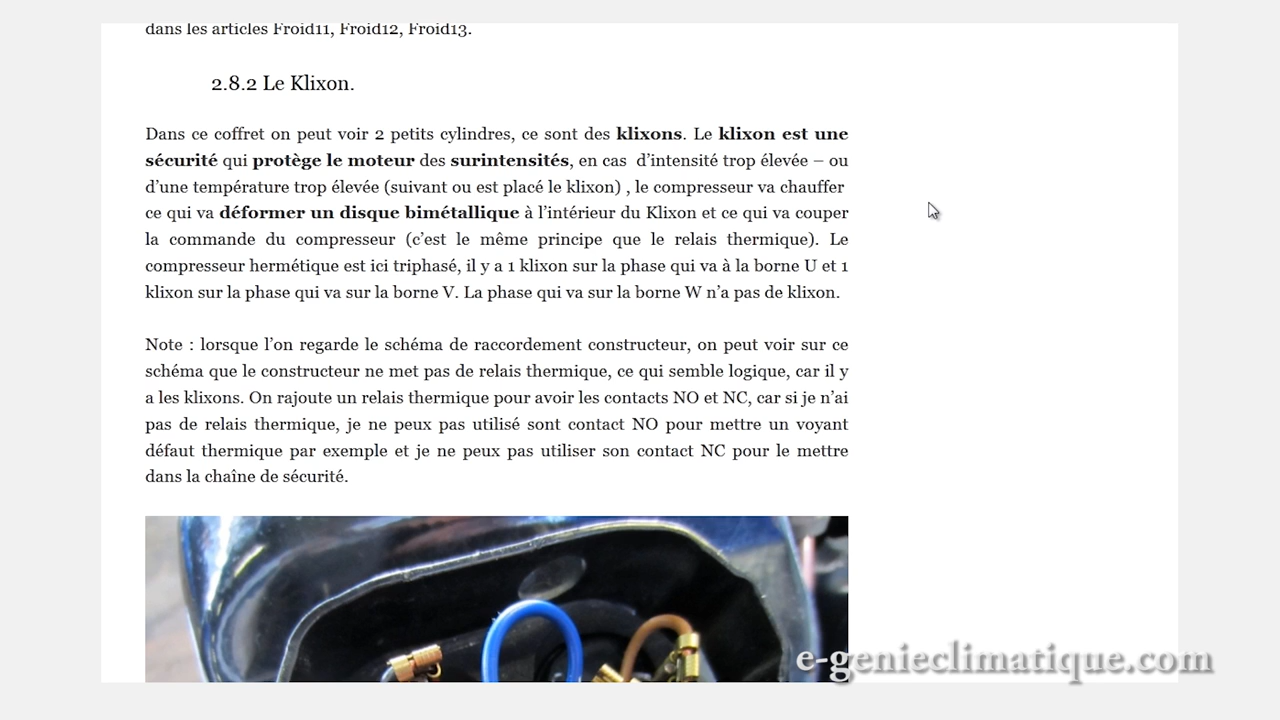 dans les articles Froid11, Froid12, Froid13.
2.8.2 Le Klixon.
Dans ce coffret on peut voir 2 petits cylindres, ce sont des klixons. Le klixon est une
sécurité qui protège le moteur des surintensités, en cas  d’intensité trop élevée – ou
d’une température trop élevée (suivant ou est placé le klixon) , le compresseur va chauffer
ce qui va déformer un disque bimétallique à l’intérieur du Klixon et ce qui va couper
la commande du compresseur (c’est le même principe que le relais thermique). Le
compresseur hermétique est ici triphasé, il y a 1 klixon sur la phase qui va à la borne U et 1
klixon sur la phase qui va sur la borne V. La phase qui va sur la borne W n’a pas de klixon.
Note : lorsque l’on regarde le schéma de raccordement constructeur, on peut voir sur ce
schéma que le constructeur ne met pas de relais thermique, ce qui semble logique, car il y
a les klixons. On rajoute un relais thermique pour avoir les contacts NO et NC, car si je n’ai
pas de relais thermique, je ne peux pas utilisé sont contact NO pour mettre un voyant
défaut thermique par exemple et je ne peux pas utiliser son contact NC pour le mettre
dans la chaîne de sécurité.
e-genieclimatique.com